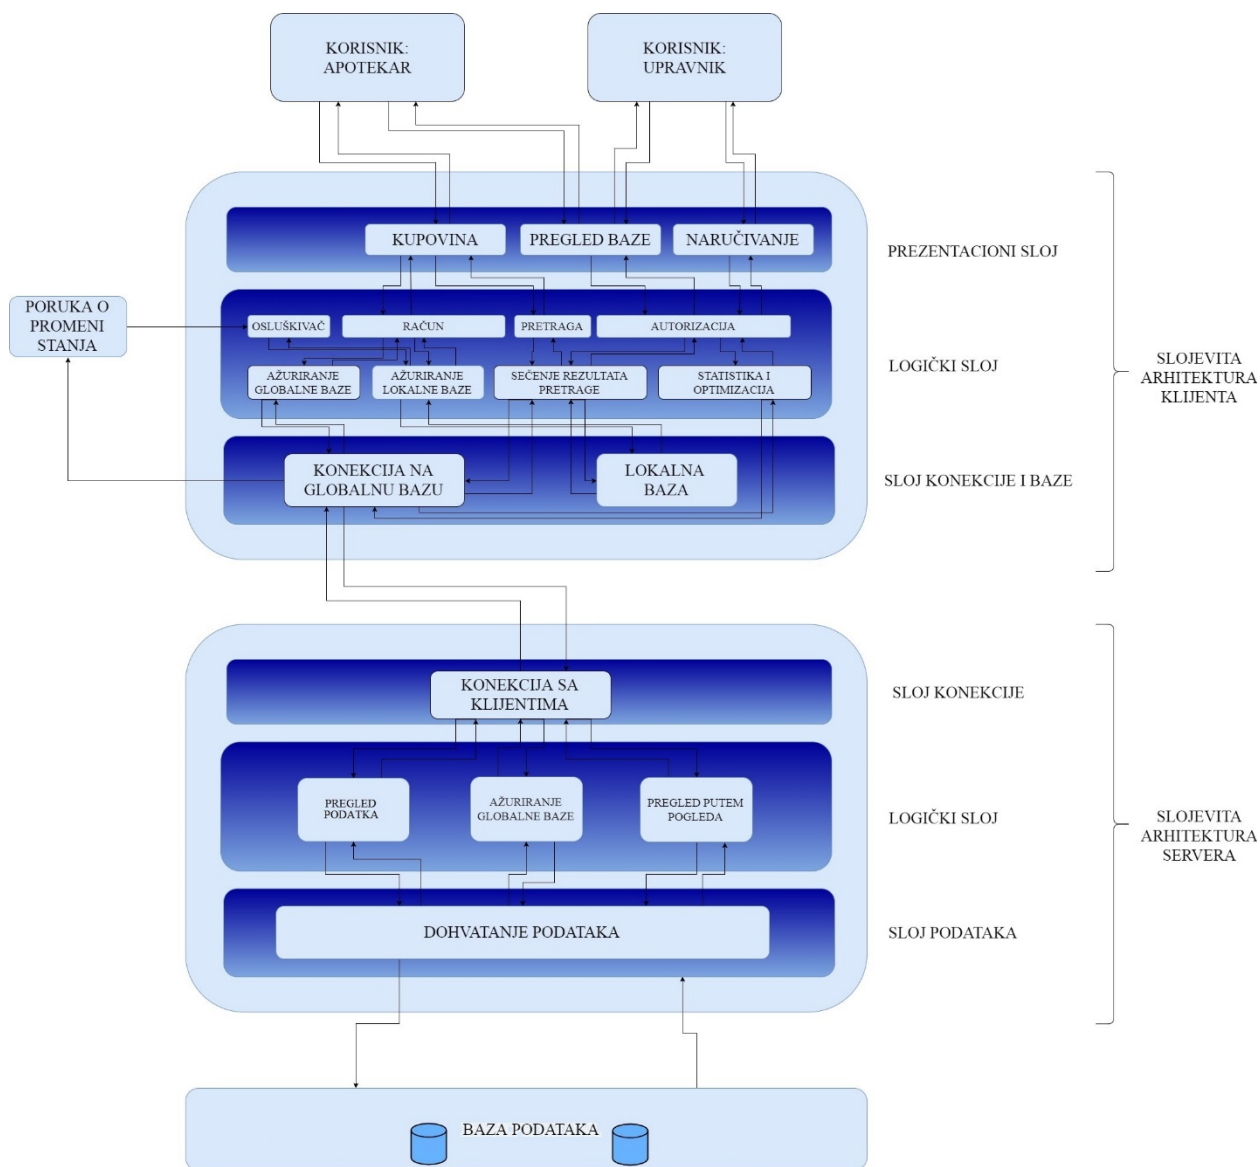 KORISNIK:
APOTEKAR
KORISNIK:
UPRAVNIK
KUPOVINA
PREGLED BAZE
NARUČIVANJE
PREZENTACIONI SLOJ
PORUKA O
PROMENI
STANJA
OSLUŠKIVAČ
RAČUN
PRETRAGA
AUTORIZACIJA
AŽURIRANJE
GLOBALNE BAZE
AŽURIRANJE
LOKALNE BAZE
SEČENJE REZULTATA
PRETRAGE
STATISTIKA I
OPTIMIZACIJA
LOGIČKI SLOJ
SLOJEVITA
ARHITEKTURA
KLIJENTA
KONEKCIJA NA
GLOBALNU BAZU
LOKALNA
BAZA
SLOJ KONEKCIJE I BAZE
KONEKCIJA SA
KLIJENTIMA
SLOJ KONEKCIJE
PREGLED
PODATKA
AŽURIRANJE
GLOBALNE BAZE
PREGLED PUTEM
POGLEDA
LOGIČKI SLOJ
SLOJEVITA
ARHITEKTURA
SERVERA
DOHVATANJE PODATAKA
SLOJ PODATAKA
BAZA PODATAKA